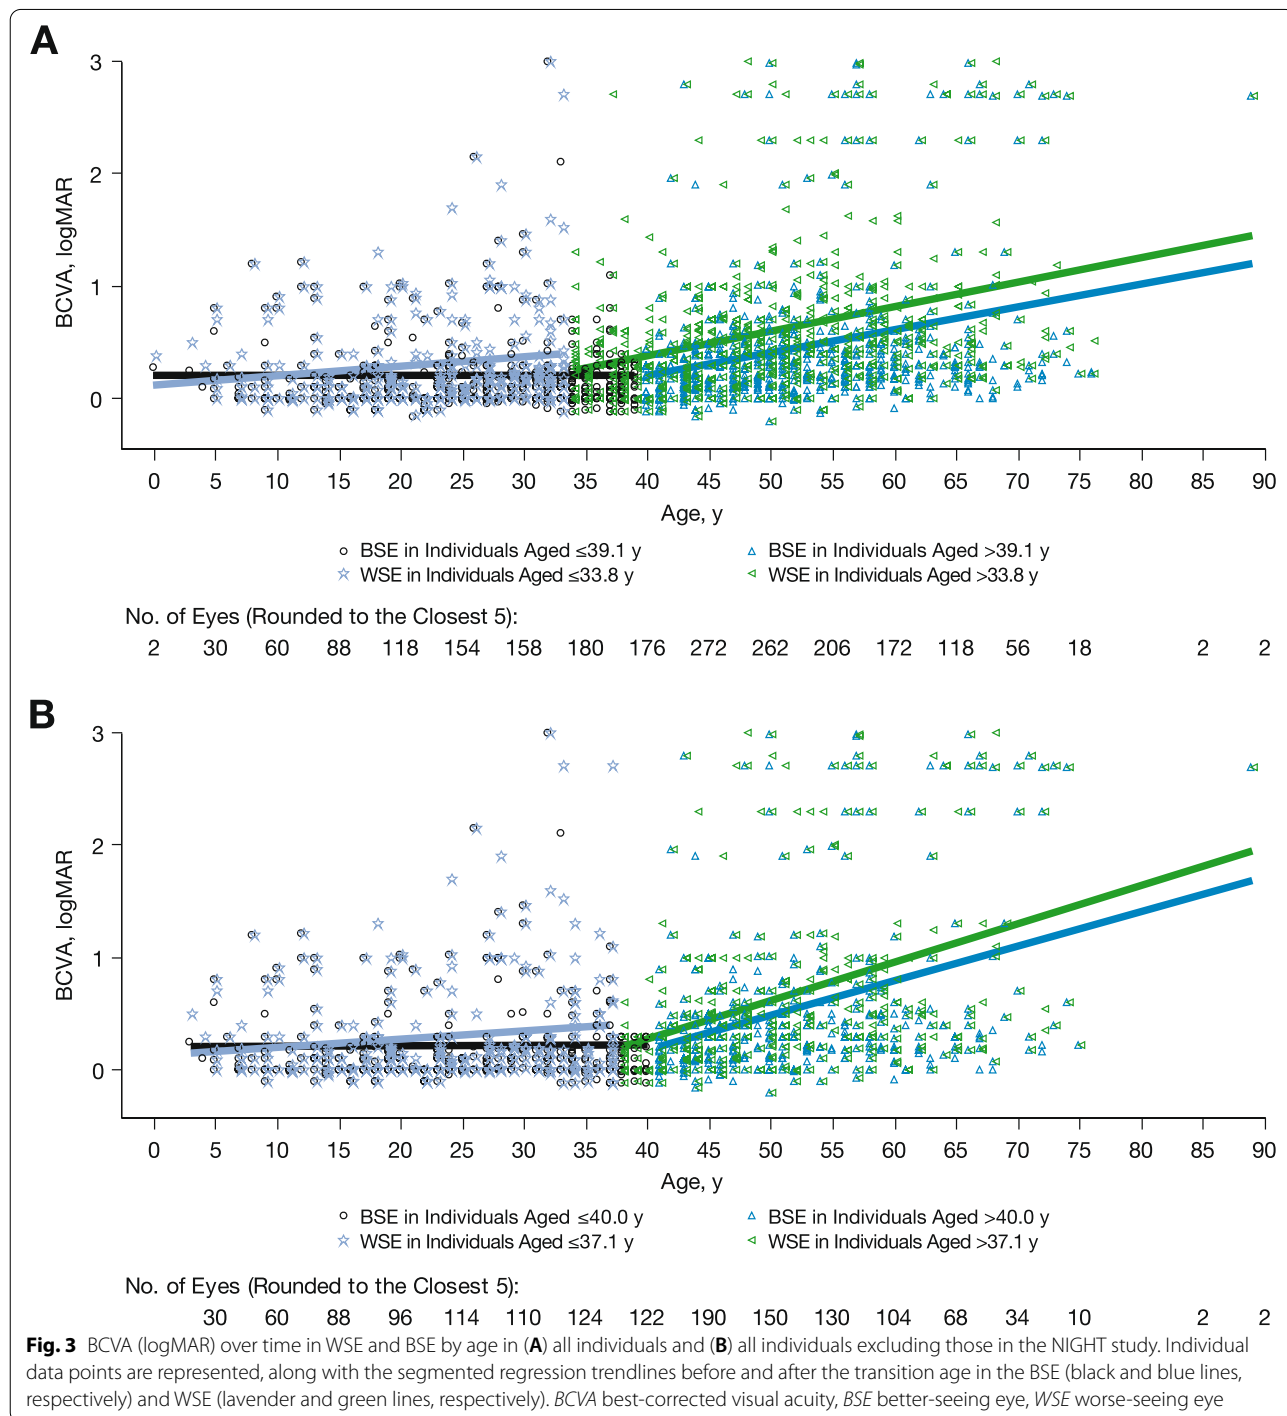 A
BCVA, logMAR
3
2
1
0
0 5 10 15 20 25 30 35 40 45 50 55 60 65 70 75 80 85 90
Age, y
BSE in Individuals Aged ≤39.1 y
BSE in Individuals Aged >39.1 y
WSE in Individuals Aged ≤33.8 y
WSE in Individuals Aged >33.8 y
No. of Eyes (Rounded to the Closest 5):
2 30 60 88 118 154 158 180 176 272 262 206 172 118 56 18 2 2
B
BCVA, logMAR
3
2
1
0
0 5 10 15 20 25 30 35 40 45 50 55 60 65 70 75 80 85 90
Age, y
BSE in Individuals Aged ≤40.0 y
BSE in Individuals Aged >40.0 y
WSE in Individuals Aged ≤37.1 y
WSE in Individuals Aged >37.1 y
No. of Eyes (Rounded to the Closest 5):
30 60 88 96 114 110 124 122 190 150 130 104 68 34 10 2 2
Fig. 3 BCVA (logMAR) over time in WSE and BSE by age in (A) all individuals and (B) all individuals excluding those in the NIGHT study. Individual
data points are represented, along with the segmented regression trendlines before and after the transition age in the BSE (black and blue lines,
respectively) and WSE (lavender and green lines, respectively). BCVA best-corrected visual acuity, BSE better-seeing eye, WSE worse-seeing eye